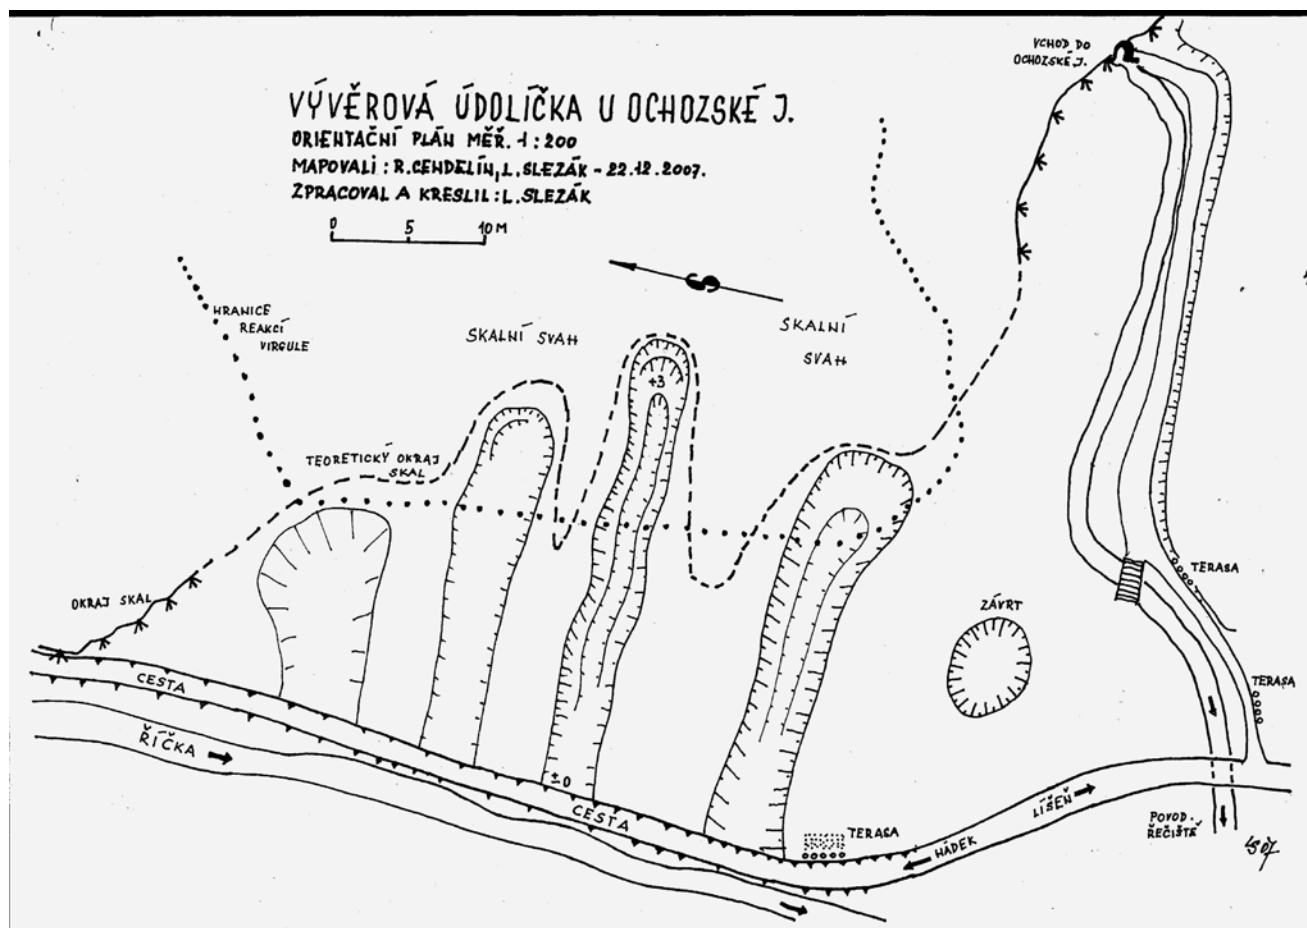 VCHOD DO
OCHOZSKÉ J.
VÝVĚROVÁ ÚDOLÍČKA U OCHOZSKÉ J.
ORIENTAČNÍ PLÁN MĚŘ. 1:200
MAPOVALI: R. CENDELÍN, L. SLEZÁK - 22.12.2007.
ZPRACOVAL A KRESLIL: L. SLEZÁK
0 5 10 M
S
HRANICE
REAKCÍ
VIRGULE
SKALNÍ SVAH
SKALNÍ
SVAH
+3
TEORETICKÝ OKRAJ
SKAL
OKRAJ SKAL
ZÁVRT
TERASA
TERASA
CESTA
ŘÍČKA
±0
CESTA
TERASA
HÁDEK
LÍŠEŇ
POVOD.
ŘEČIŠTĚ